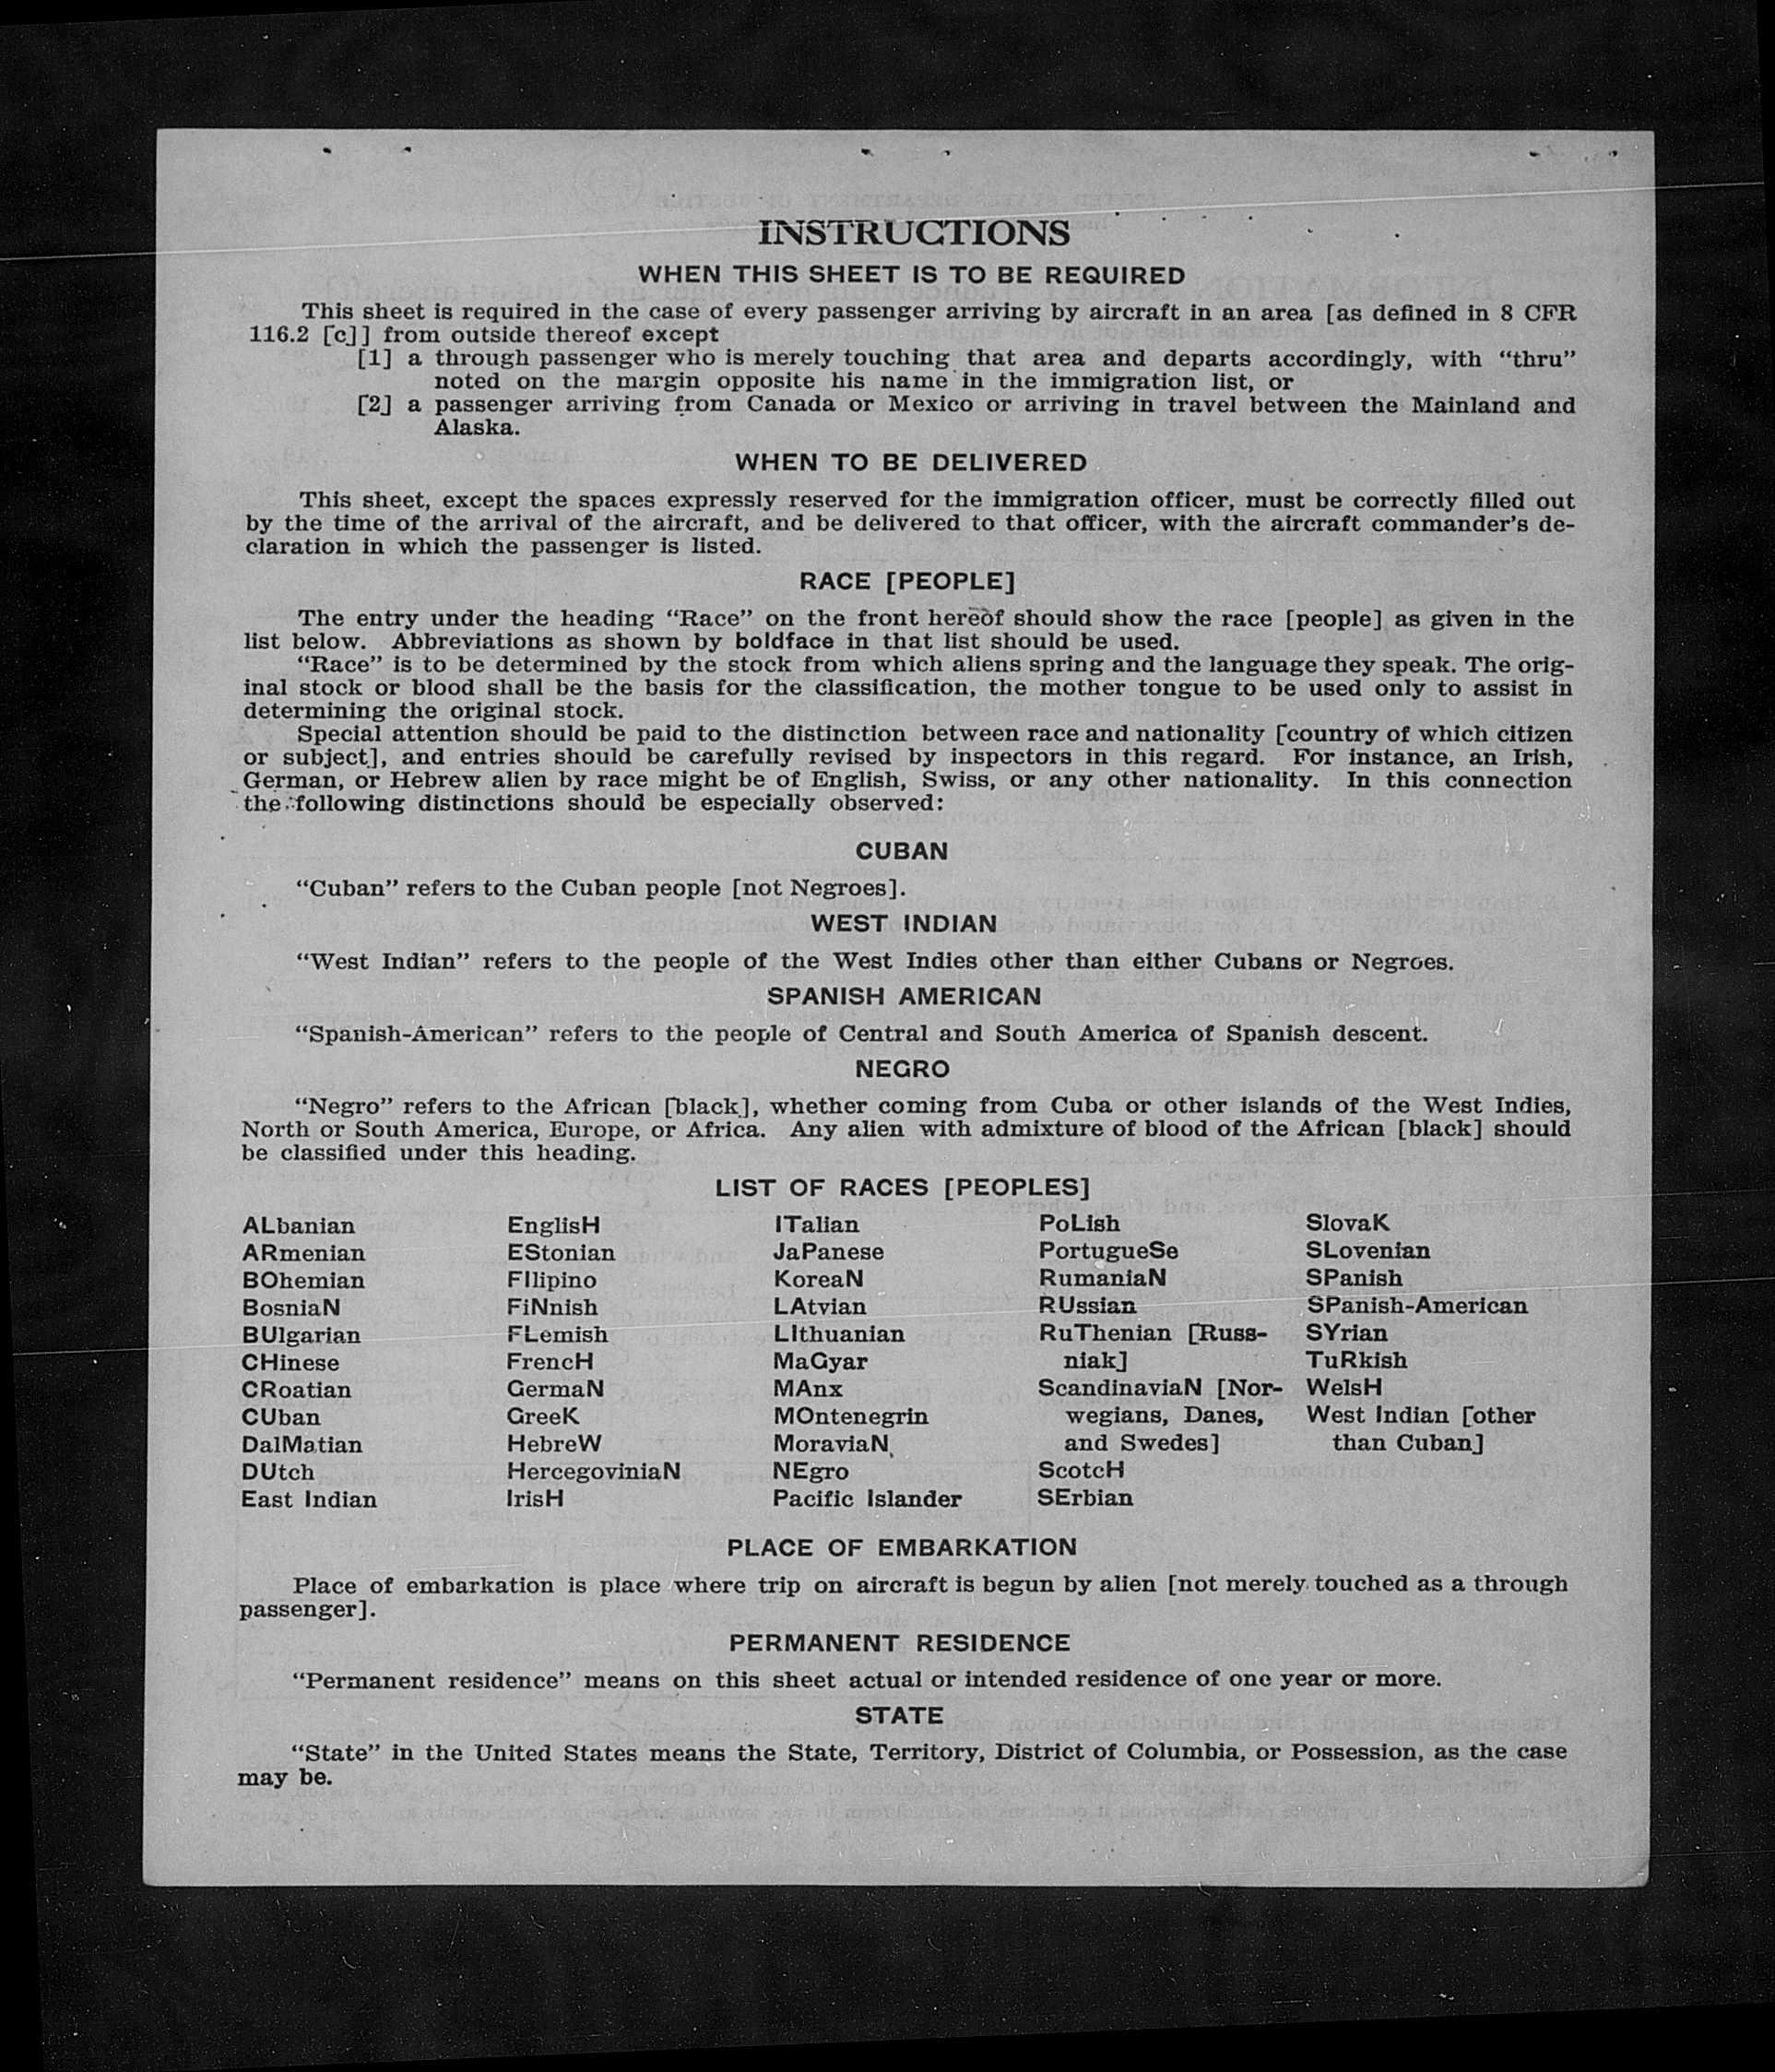 INSTRUCTIONS
WHEN THIS SHEET IS TO BE REQUIRED
This sheet is required in the case of every passenger arriving by aircraft in an area [as defined in 8 CFR
116.2 [c]] from outside thereof except
[1] a through passenger who is merely touching that area and departs accordingly, with “thru”
noted on the margin opposite his name in the immigration list, or
[2] a passenger arriving from Canada or Mexico or arriving in travel between the Mainland and
Alaska.
WHEN TO BE DELIVERED
This sheet, except the spaces expressly reserved for the immigration officer, must be correctly filled out
by the time of the arrival of the aircraft, and be delivered to that officer, with the aircraft commander’s de-
claration in which the passenger is listed.
RACE [PEOPLE]
The entry under the heading “Race” on the front hereof should show the race [people] as given in the
list below. Abbreviations as shown by boldface in that list should be used.
“Race” is to be determined by the stock from which aliens spring and the language they speak. The orig-
inal stock or blood shall be the basis for the classification, the mother tongue to be used only to assist in
determining the original stock.
Special attention should be paid to the distinction between race and nationality [country of which citizen
or subject], and entries should be carefully revised by inspectors in this regard. For instance, an Irish,
German, or Hebrew alien by race might be of English, Swiss, or any other nationality. In this connection
the following distinctions should be especially observed:
CUBAN
“Cuban” refers to the Cuban people [not Negroes].
WEST INDIAN
“West Indian” refers to the people of the West Indies other than either Cubans or Negroes.
SPANISH AMERICAN
“Spanish-American” refers to the people of Central and South America of Spanish descent.
NEGRO
“Negro” refers to the African [black], whether coming from Cuba or other islands of the West Indies,
North or South America, Europe, or Africa. Any alien with admixture of blood of the African [black] should
be classified under this heading.
LIST OF RACES [PEOPLES]
ALbanian
ARmenian
BOhemian
BosniaN
BUlgarian
CHinese
CRoatian
CUban
DalMatian
DUtch
East Indian
EnglisH
EStonian
FIlipino
FiNnish
FLemish
FrencH
GermaN
GreeK
HebreW
HercegoviniaN
IrisH
ITalian
JaPanese
KoreaN
LAtvian
LIthuanian
MaGyar
MAnx
MOntenegrin
MoraviaN
NEgro
Pacific Islander
PoLish
PortugueSe
RumaniaN
RUssian
RuThenian [Russ-
niak]
ScandinaviaN [Nor-
wegians, Danes,
and Swedes]
ScotcH
SErbian
SlovaK
SLovenian
SPanish
SPanish-American
SYrian
TuRkish
WelsH
West Indian [other
than Cuban]
PLACE OF EMBARKATION
Place of embarkation is place where trip on aircraft is begun by alien [not merely touched as a through
passenger].
PERMANENT RESIDENCE
“Permanent residence” means on this sheet actual or intended residence of one year or more.
STATE
“State” in the United States means the State, Territory, District of Columbia, or Possession, as the case
may be.